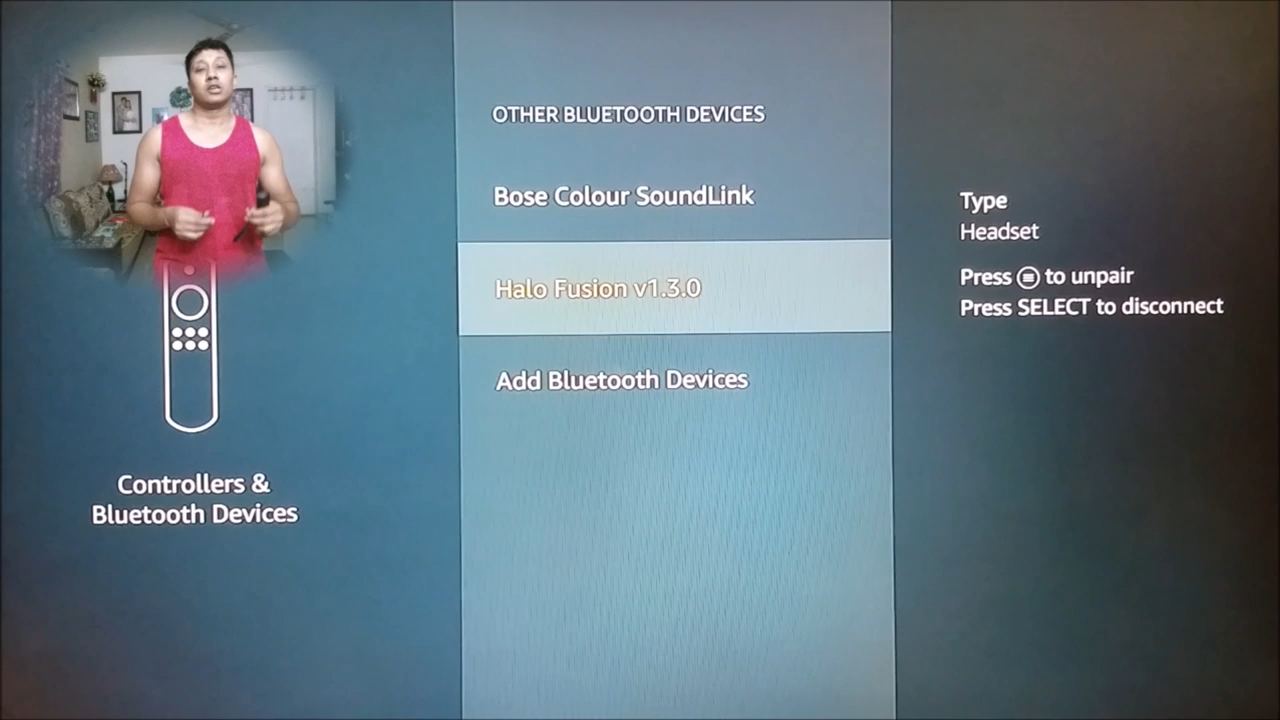 OTHER BLUETOOTH DEVICES
Bose Colour SoundLink
Halo Fusion v1.3.0
Add Bluetooth Devices
Controllers &
Bluetooth Devices
Type
Headset
Press to unpair
Press SELECT to disconnect